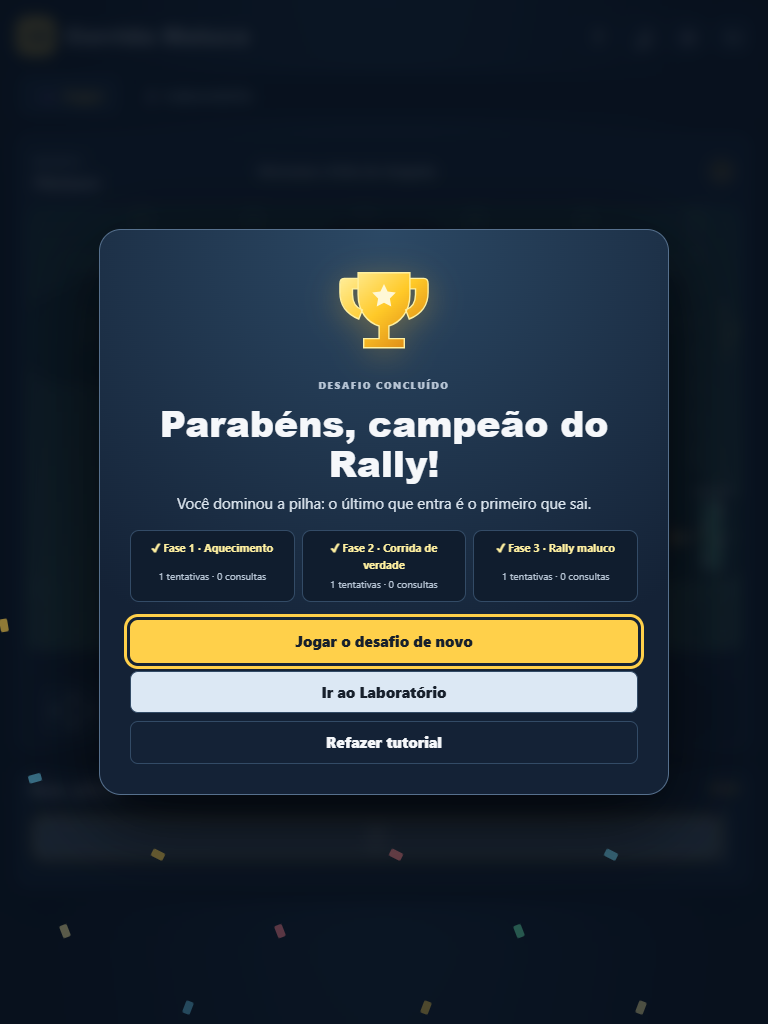 DESAFIO CONCLUÍDO
Parabéns, campeão do
Rally!
Você dominou a pilha: o último que entra é o primeiro que sai.
✓ Fase 1 · Aquecimento
1 tentativas · 0 consultas
✓ Fase 2 · Corrida de
verdade
1 tentativas · 0 consultas
✓ Fase 3 · Rally maluco
1 tentativas · 0 consultas
Jogar o desafio de novo
Ir ao Laboratório
Refazer tutorial